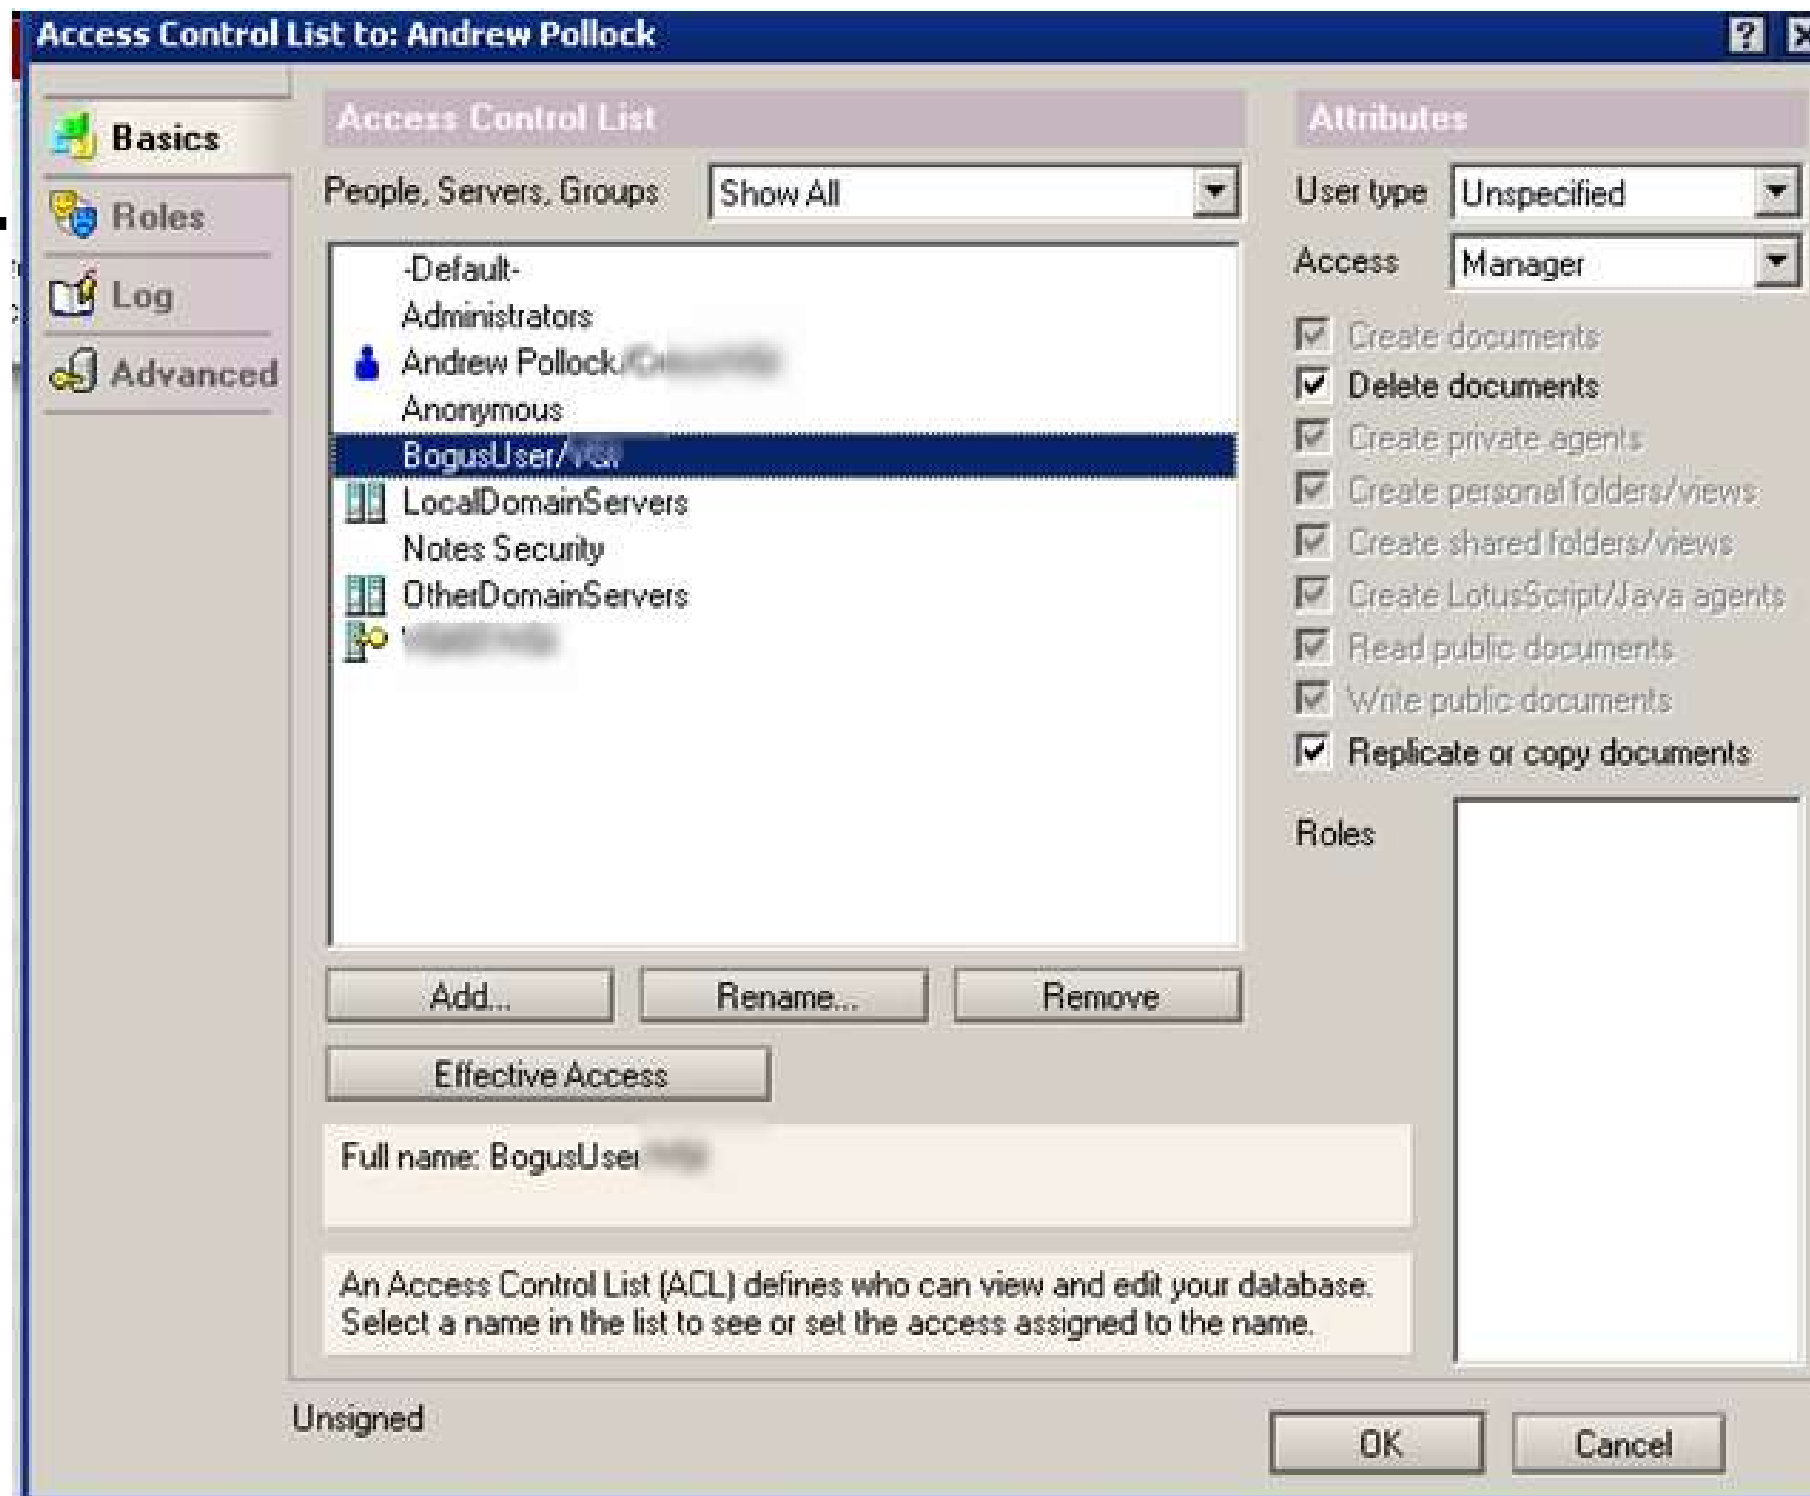 Access Control List to: Andrew Pollock
Basics
Roles
Log
Advanced
Access Control List
People, Servers, Groups Show All
-Default-
Administrators
Andrew Pollock
Anonymous
BogusUser/
LocalDomainServers
Notes Security
OtherDomainServers
Add... Rename... Remove
Effective Access
Full name: BogusUser
An Access Control List (ACL) defines who can view and edit your database.
Select a name in the list to see or set the access assigned to the name.
Attributes
User type Unspecified
Access Manager
Create documents
Delete documents
Create private agents
Create personal folders/views
Create shared folders/views
Create LotusScript/Java agents
Read public documents
Write public documents
Replicate or copy documents
Roles
Unsigned
OK Cancel